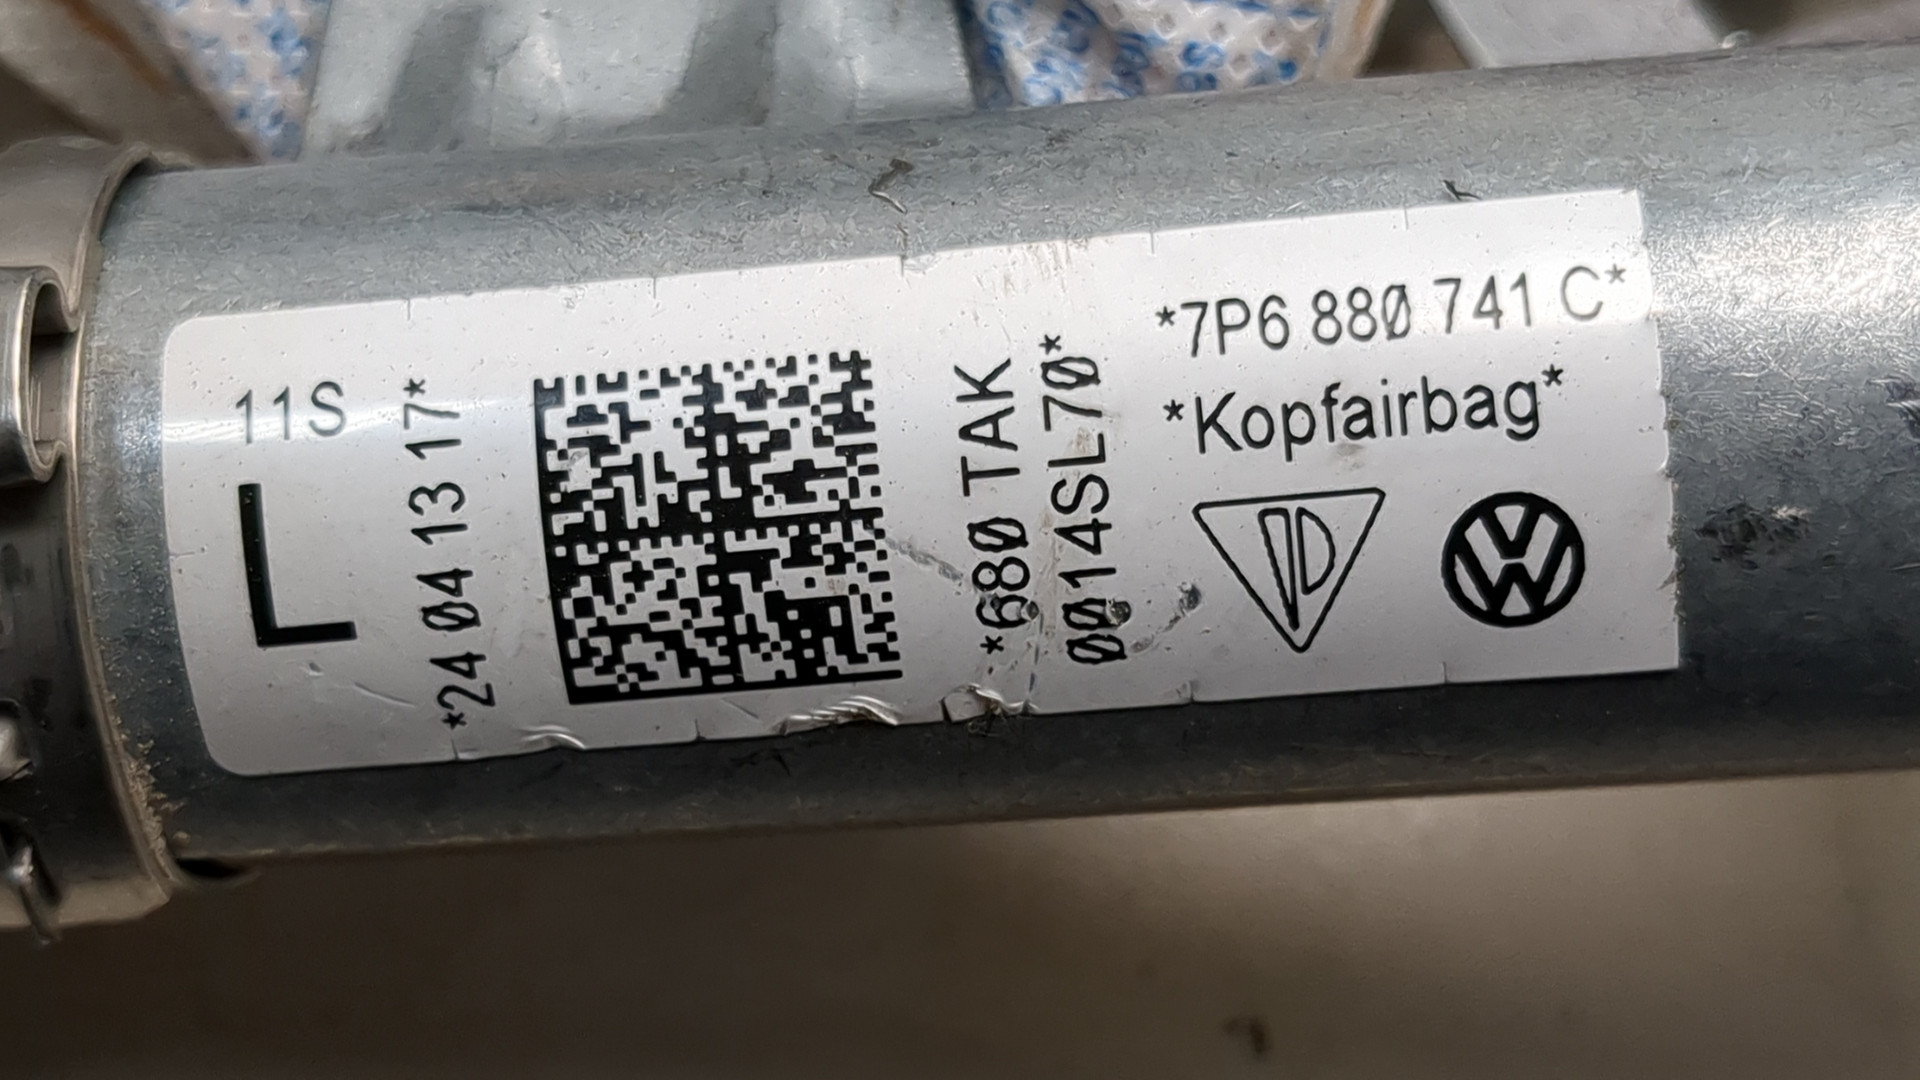 11S
L
*24 04 13 17*
*680 TAK
0014SL70*
*7P6 880 741 C*
*Kopfairbag*